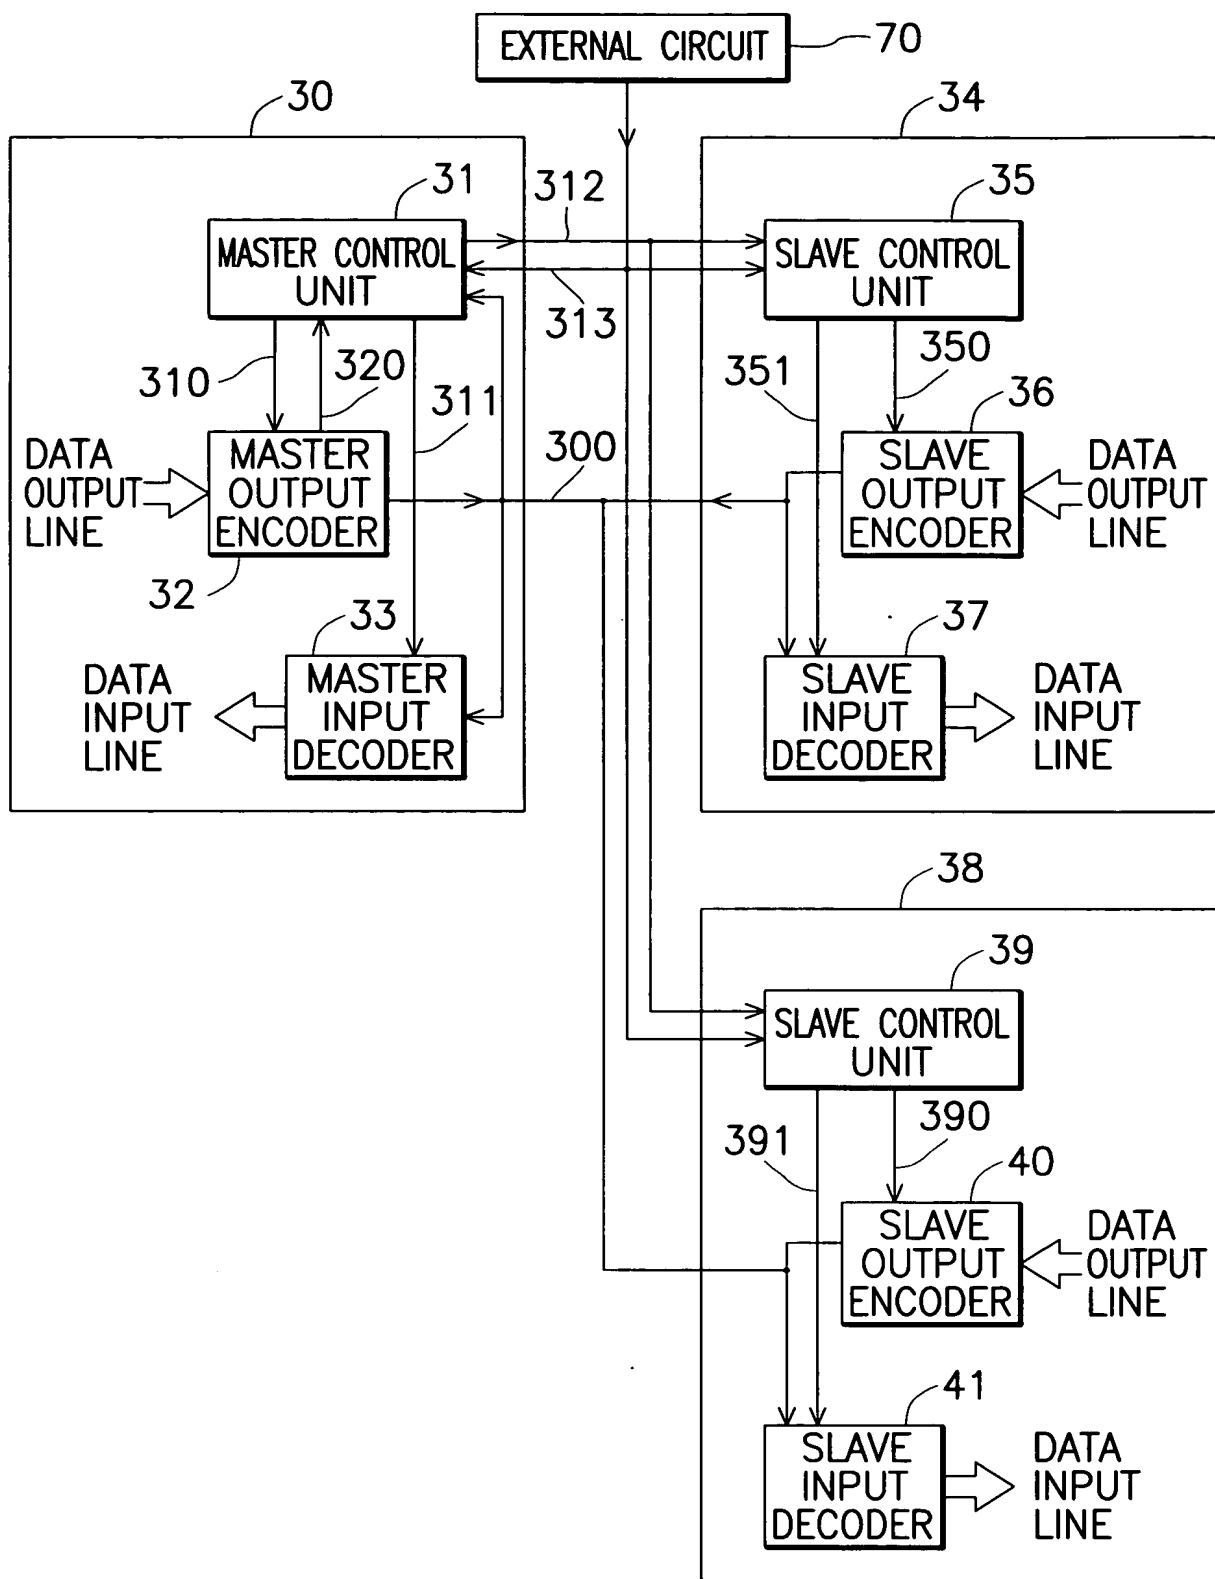 EXTERNAL CIRCUIT
70
30
34
31
312
35
MASTER CONTROL
UNIT
SLAVE CONTROL
UNIT
313
310
320
311
351
350
36
DATA
OUTPUT
LINE
MASTER
OUTPUT
ENCODER
300
SLAVE
OUTPUT
ENCODER
DATA
OUTPUT
LINE
32
33
37
DATA
INPUT
LINE
MASTER
INPUT
DECODER
SLAVE
INPUT
DECODER
DATA
INPUT
LINE
38
39
SLAVE CONTROL
UNIT
391
390
40
SLAVE
OUTPUT
ENCODER
DATA
OUTPUT
LINE
41
SLAVE
INPUT
DECODER
DATA
INPUT
LINE